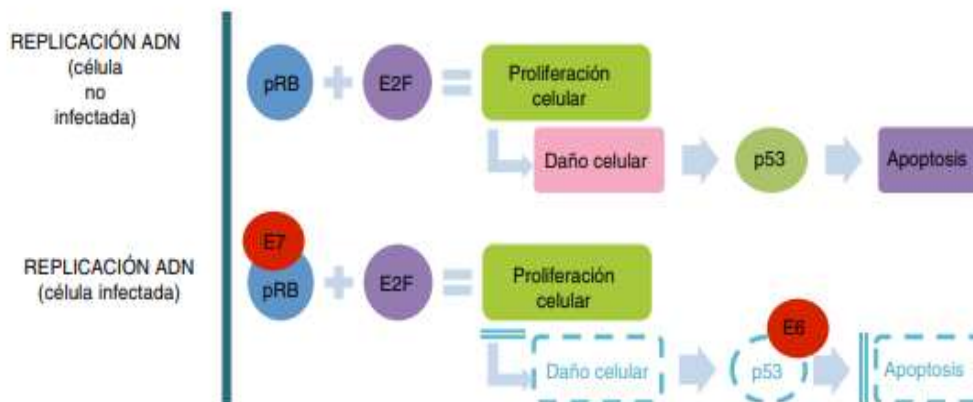 REPLICACIÓN ADN
(célula
no
infectada)
pRB
E2F
Proliferación
celular
Daño celular
p53
Apoptosis
REPLICACIÓN ADN
(célula infectada)
E7
pRB
E2F
Proliferación
celular
E6
Daño celular
p53
Apoptosis